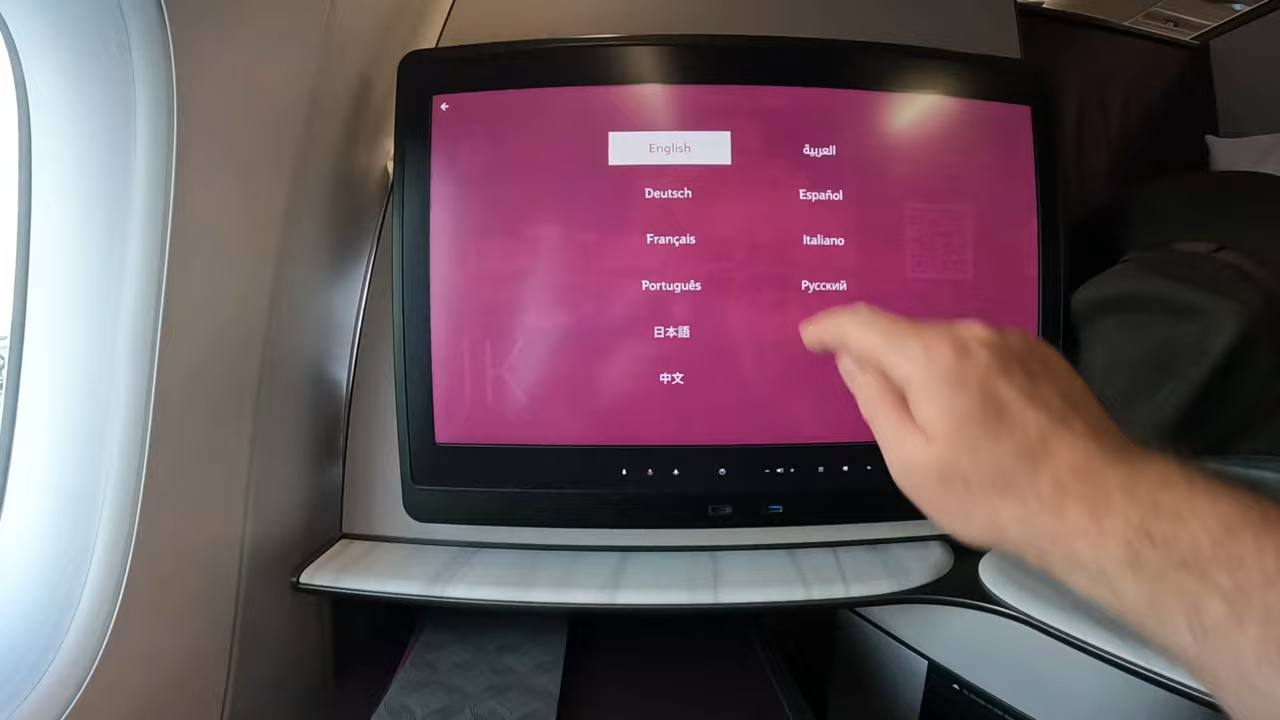 English
العربية
Deutsch
Español
Français
Italiano
Português
Русский
日本語
中文